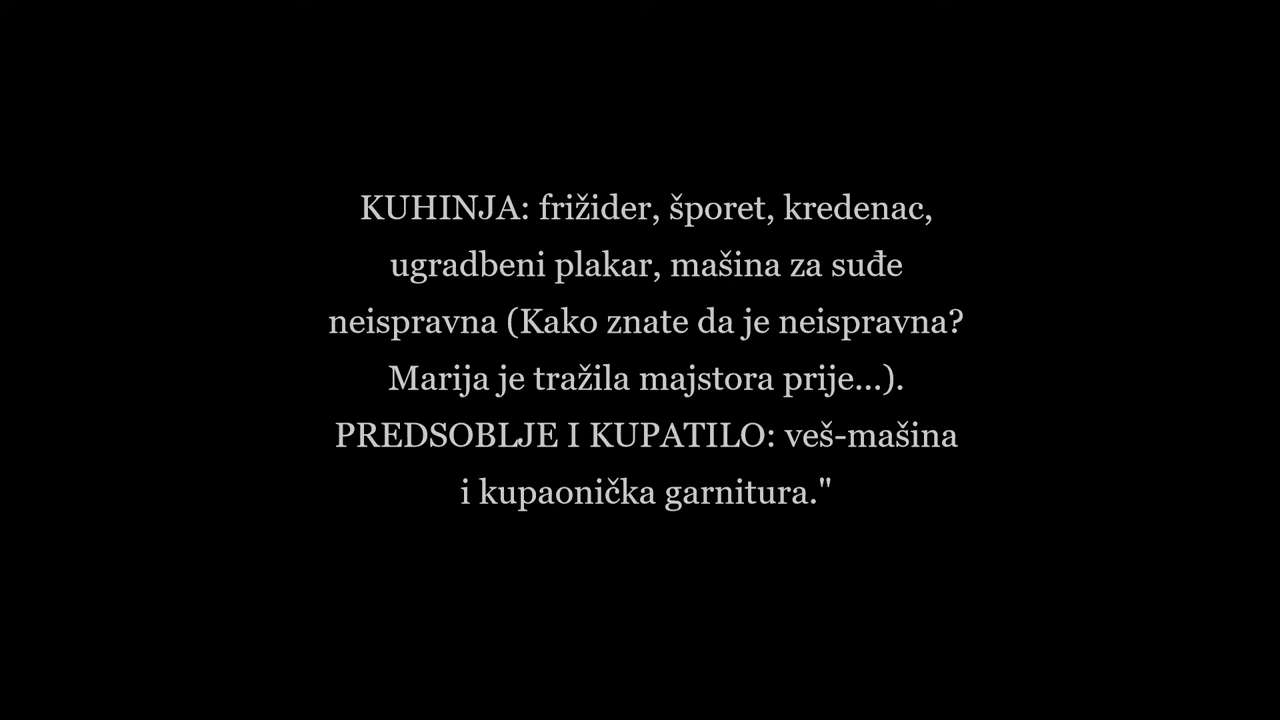 KUHINJA: frižider, šporet, kredenac,
ugradbeni plakar, mašina za suđe
neispravna (Kako znate da je neispravna?
Marija je tražila majstora prije...).
PREDSOBLJE I KUPATILO: veš-mašina
i kupaonička garnitura."